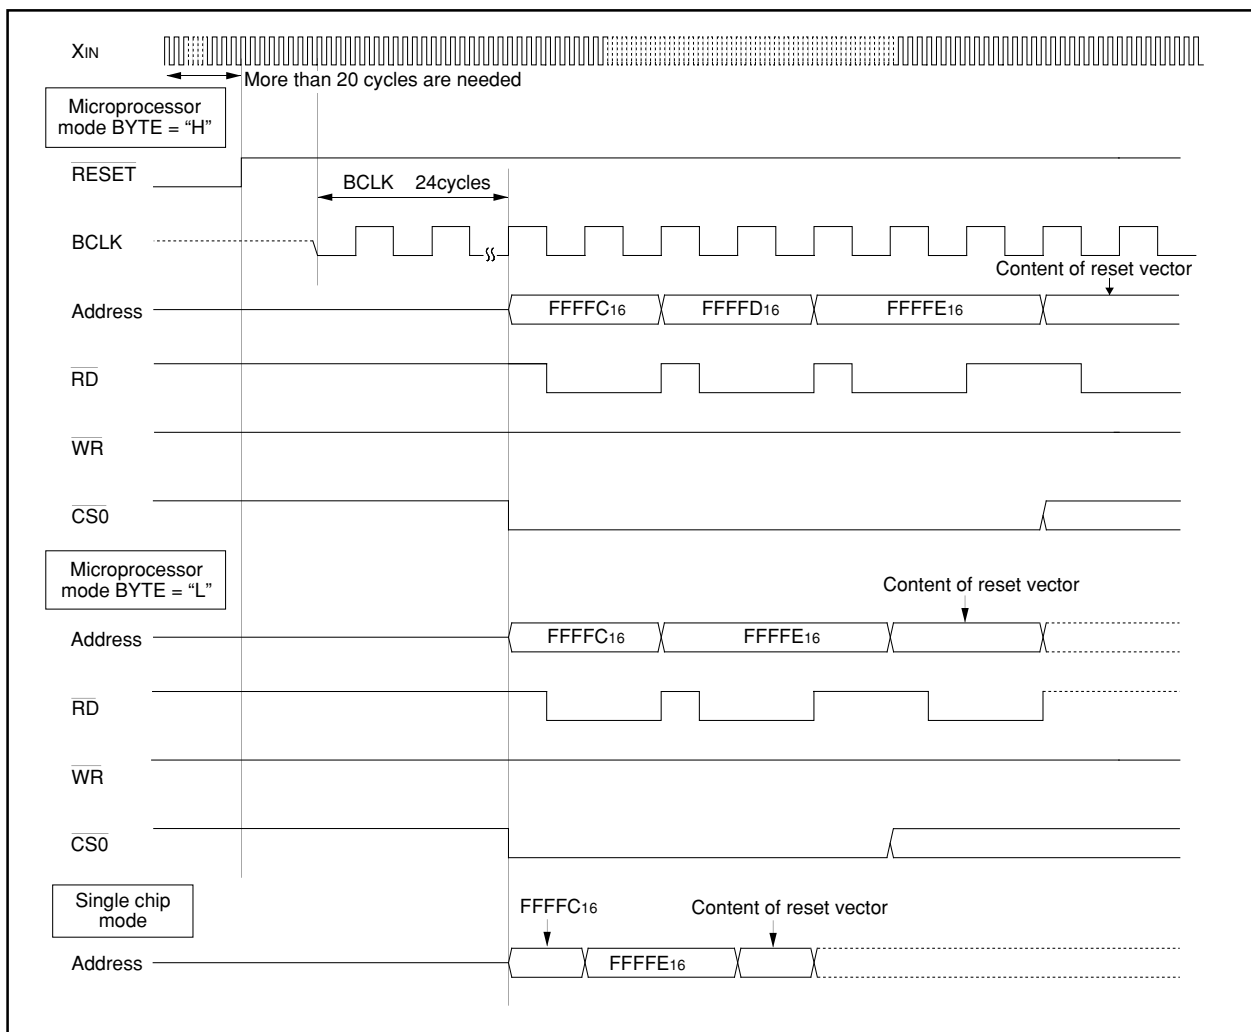 XIN
More than 20 cycles are needed
Microprocessor
mode BYTE = “H”
RESET
BCLK 24cycles
BCLK
Content of reset vector
Address
FFFFC16
FFFFD16
FFFFE16
RD
WR
CS0
Microprocessor
mode BYTE = “L”
Content of reset vector
Address
FFFFC16
FFFFE16
RD
WR
CS0
Single chip
mode
FFFFC16
Content of reset vector
Address
FFFFE16